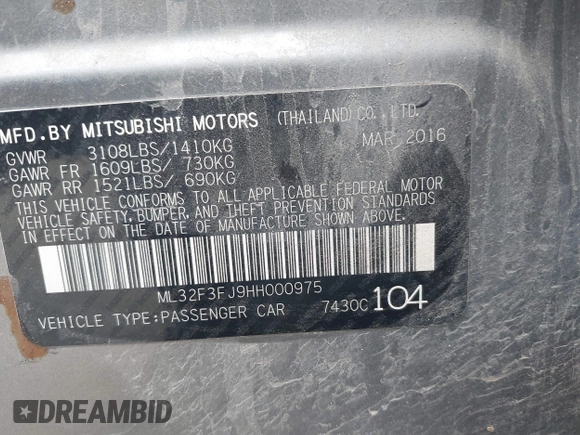 MFD.BY MITSUBISHI MOTORS (THAILAND) CO., LTD.
GVWR 3108LBS/1410KG MAR 2016
GAWR FR 1609LBS/ 730KG
GAWR RR 1521LBS/ 690KG
THIS VEHICLE CONFORMS TO ALL APPLICABLE FEDERAL MOTOR
VEHICLE SAFETY, BUMPER, AND THEFT PREVENTION STANDARDS
IN EFFECT ON THE DATE OF MANUFACTURE SHOWN ABOVE.
ML32F3FJ9HH000975
VEHICLE TYPE:PASSENGER CAR 7430C 104
DREAMBID